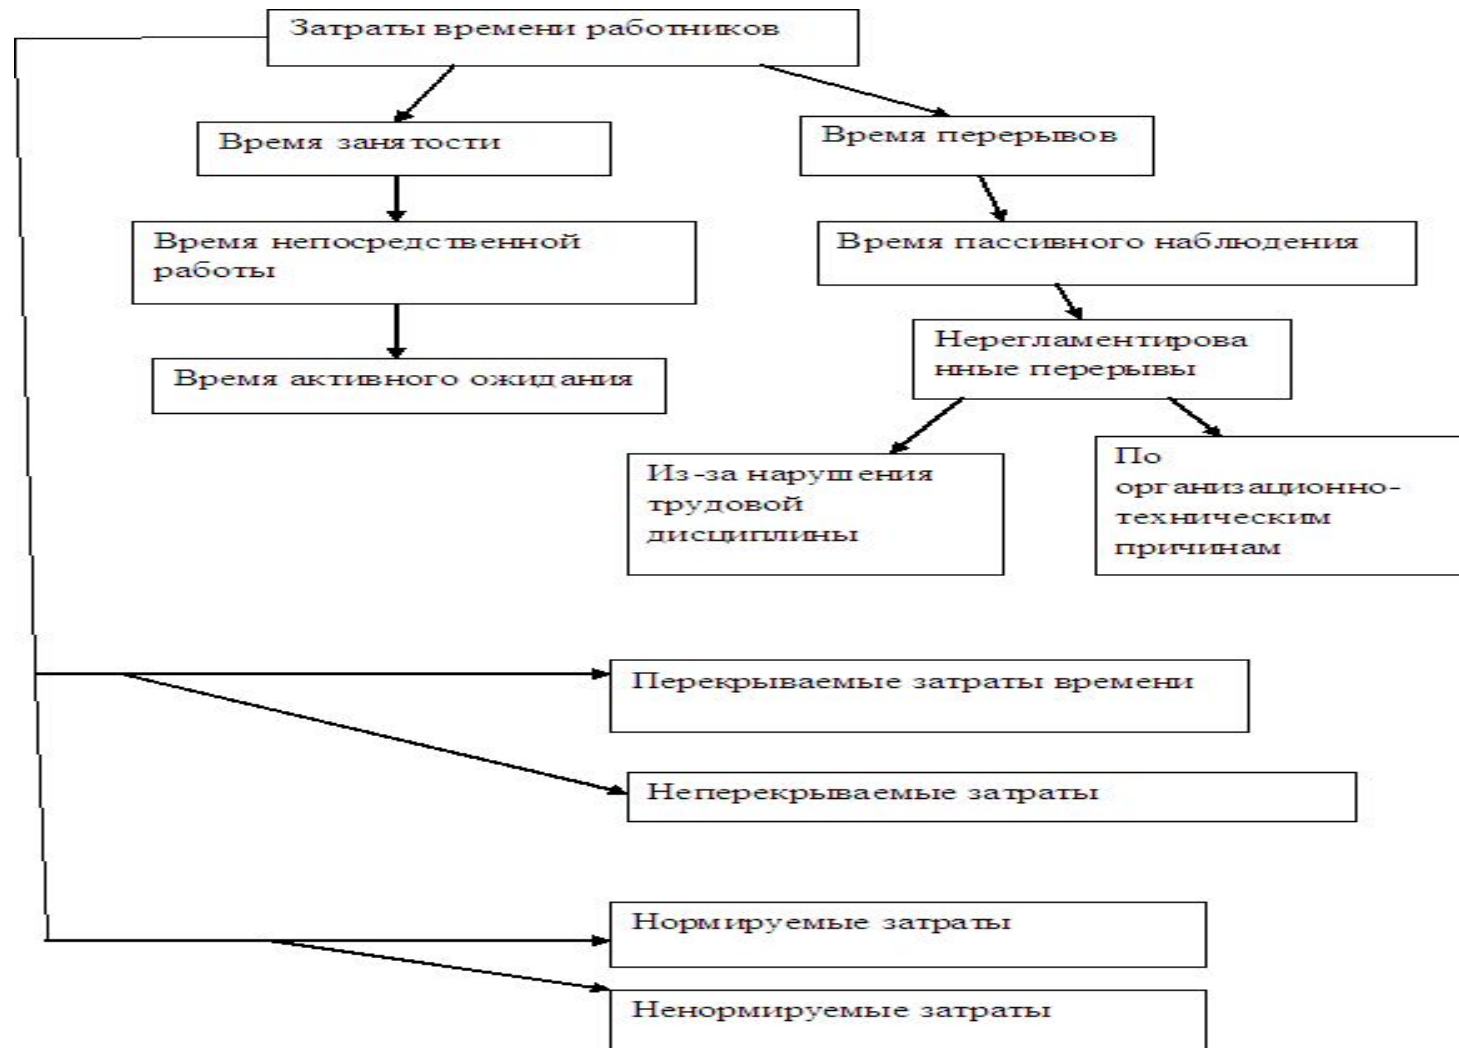 Затраты времени работников
Время занятости
Время перерывов
Время непосредственной
работы
Время пассивного наблюдения
Время активного ожидания
Нерегламентирова
нные перерывы
Из-за нарушения
трудовой
дисциплины
По
организационно-
техническим
причинам
Перекрываемые затраты времени
Неперекрываемые затраты
Нормируемые затраты
Ненормируемые затраты